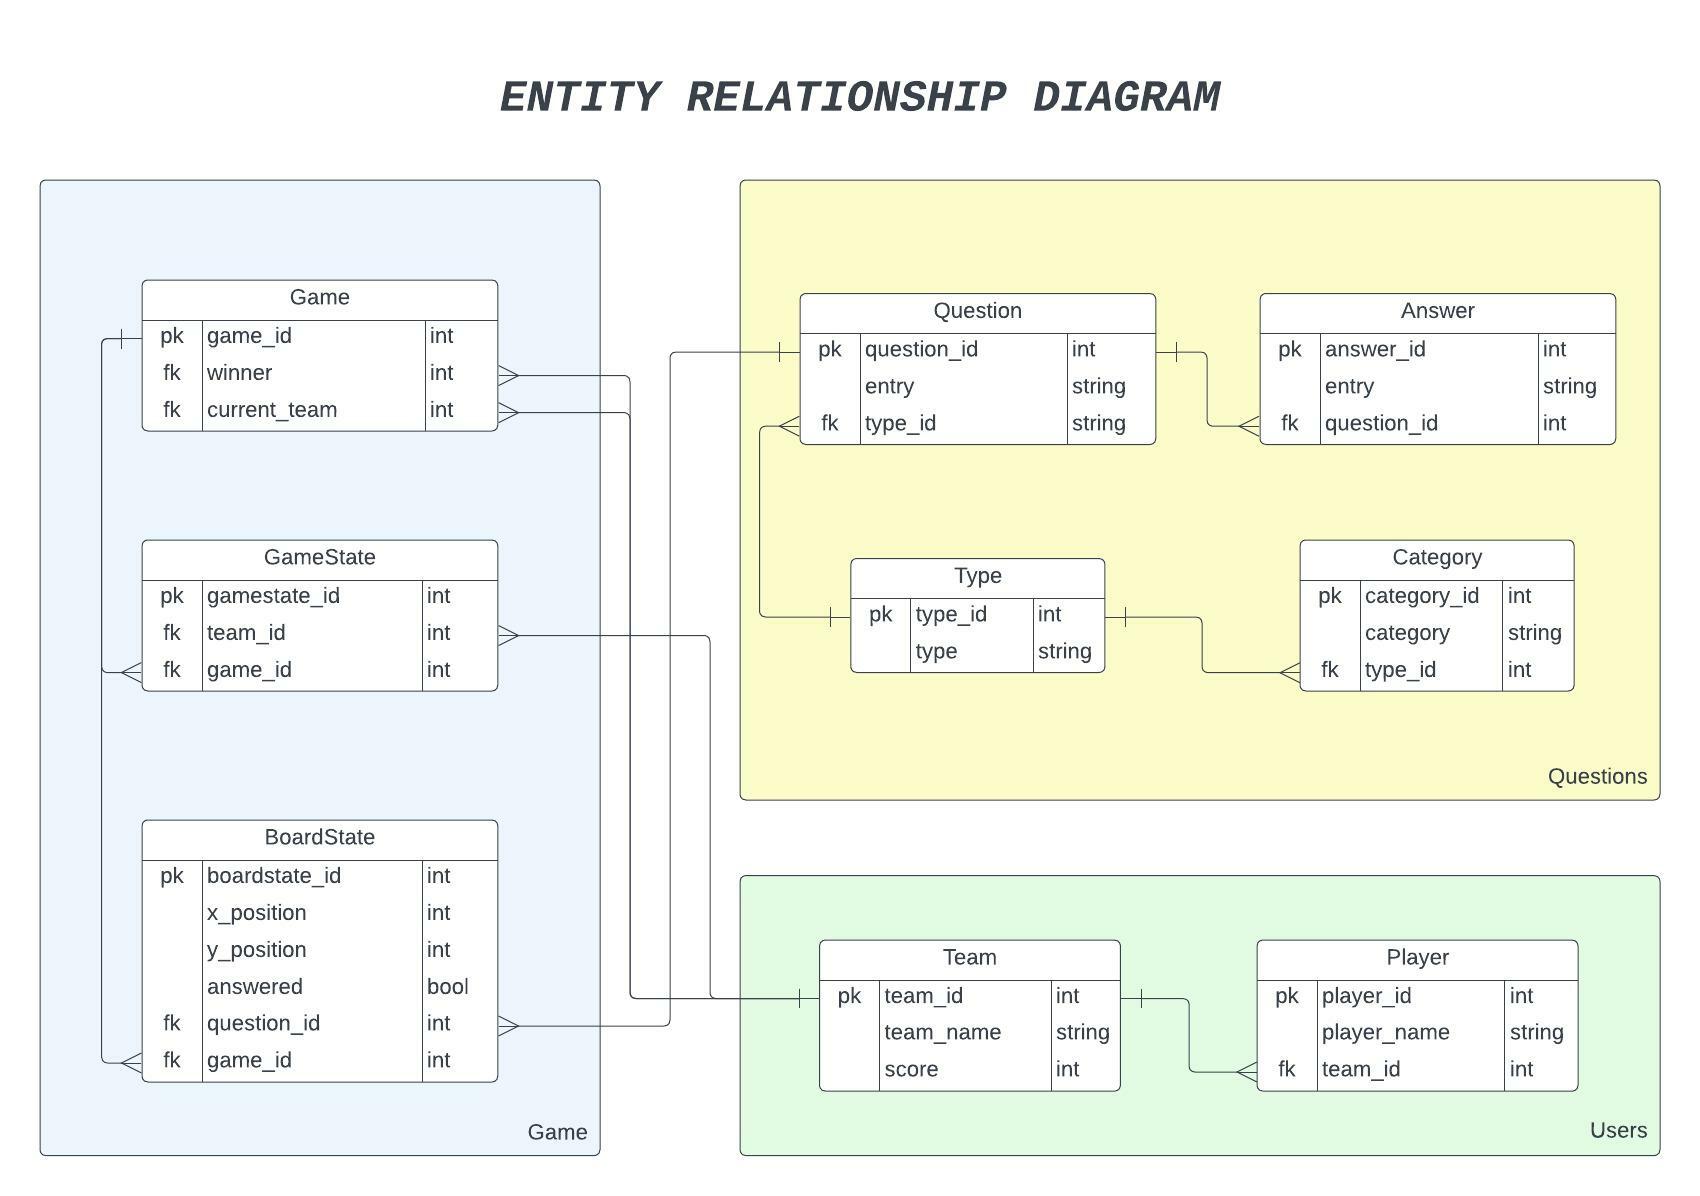 ENTITY RELATIONSHIP DIAGRAM
Game
pk game_id int
fk winner int
fk current_team int
GameState
pk gamestate_id int
fk team_id int
fk game_id int
BoardState
pk boardstate_id int
x_position int
y_position int
answered bool
fk question_id int
fk game_id int
Game
Question
pk question_id int
entry string
fk type_id string
Answer
pk answer_id int
entry string
fk question_id int
Type
pk type_id int
type string
Category
pk category_id int
category string
fk type_id int
Questions
Team
pk team_id int
team_name string
score int
Player
pk player_id int
player_name string
fk team_id int
Users